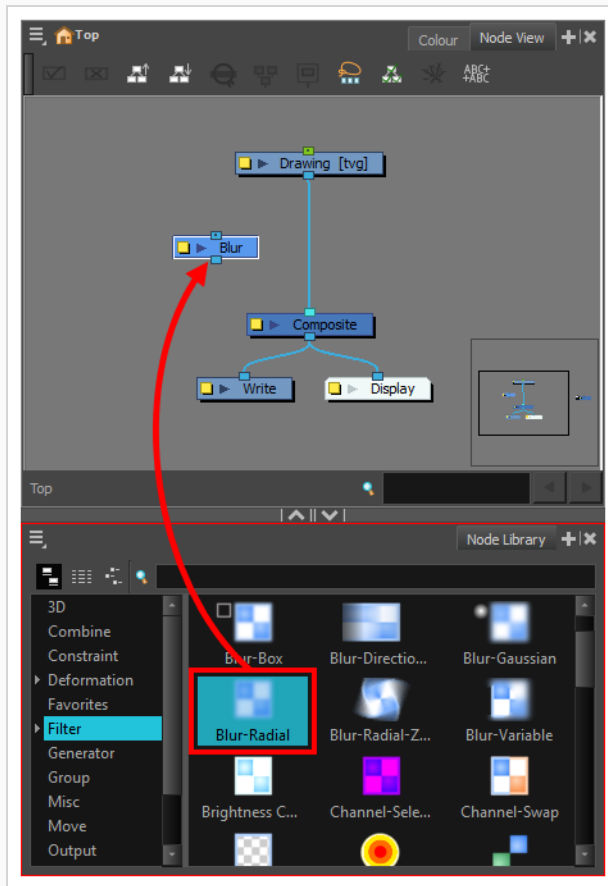 Top
Colour
Node View
ABC+
+ABC
Drawing [tvg]
Blur
Composite
Write
Display
Top
Node Library
3D
Combine
Constraint
Deformation
Favorites
Filter
Generator
Group
Misc
Move
Output
Blur-Box
Blur-Directio...
Blur-Gaussian
Blur-Radial
Blur-Radial-Z...
Blur-Variable
Brightness C...
Channel-Sele...
Channel-Swap